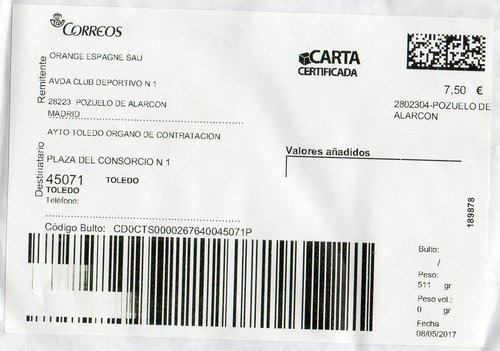 CORREOS
Remitente
ORANGE ESPAGNE SAU
AVDA CLUB DEPORTIVO N 1
28223 POZUELO DE ALARCON
MADRID
CARTA
CERTIFICADA
7,50 €
2802304-POZUELO DE
ALARCON
Destinatario
AYTO TOLEDO ORGANO DE CONTRATACION
PLAZA DEL CONSORCIO N 1
45071 TOLEDO
TOLEDO
Teléfono:
Valores añadidos
189878
Código Bulto: CD0CTS0000267640045071P
Bulto:
/
Peso:
511 gr
Peso vol.:
0 gr
Fecha
08/05/2017